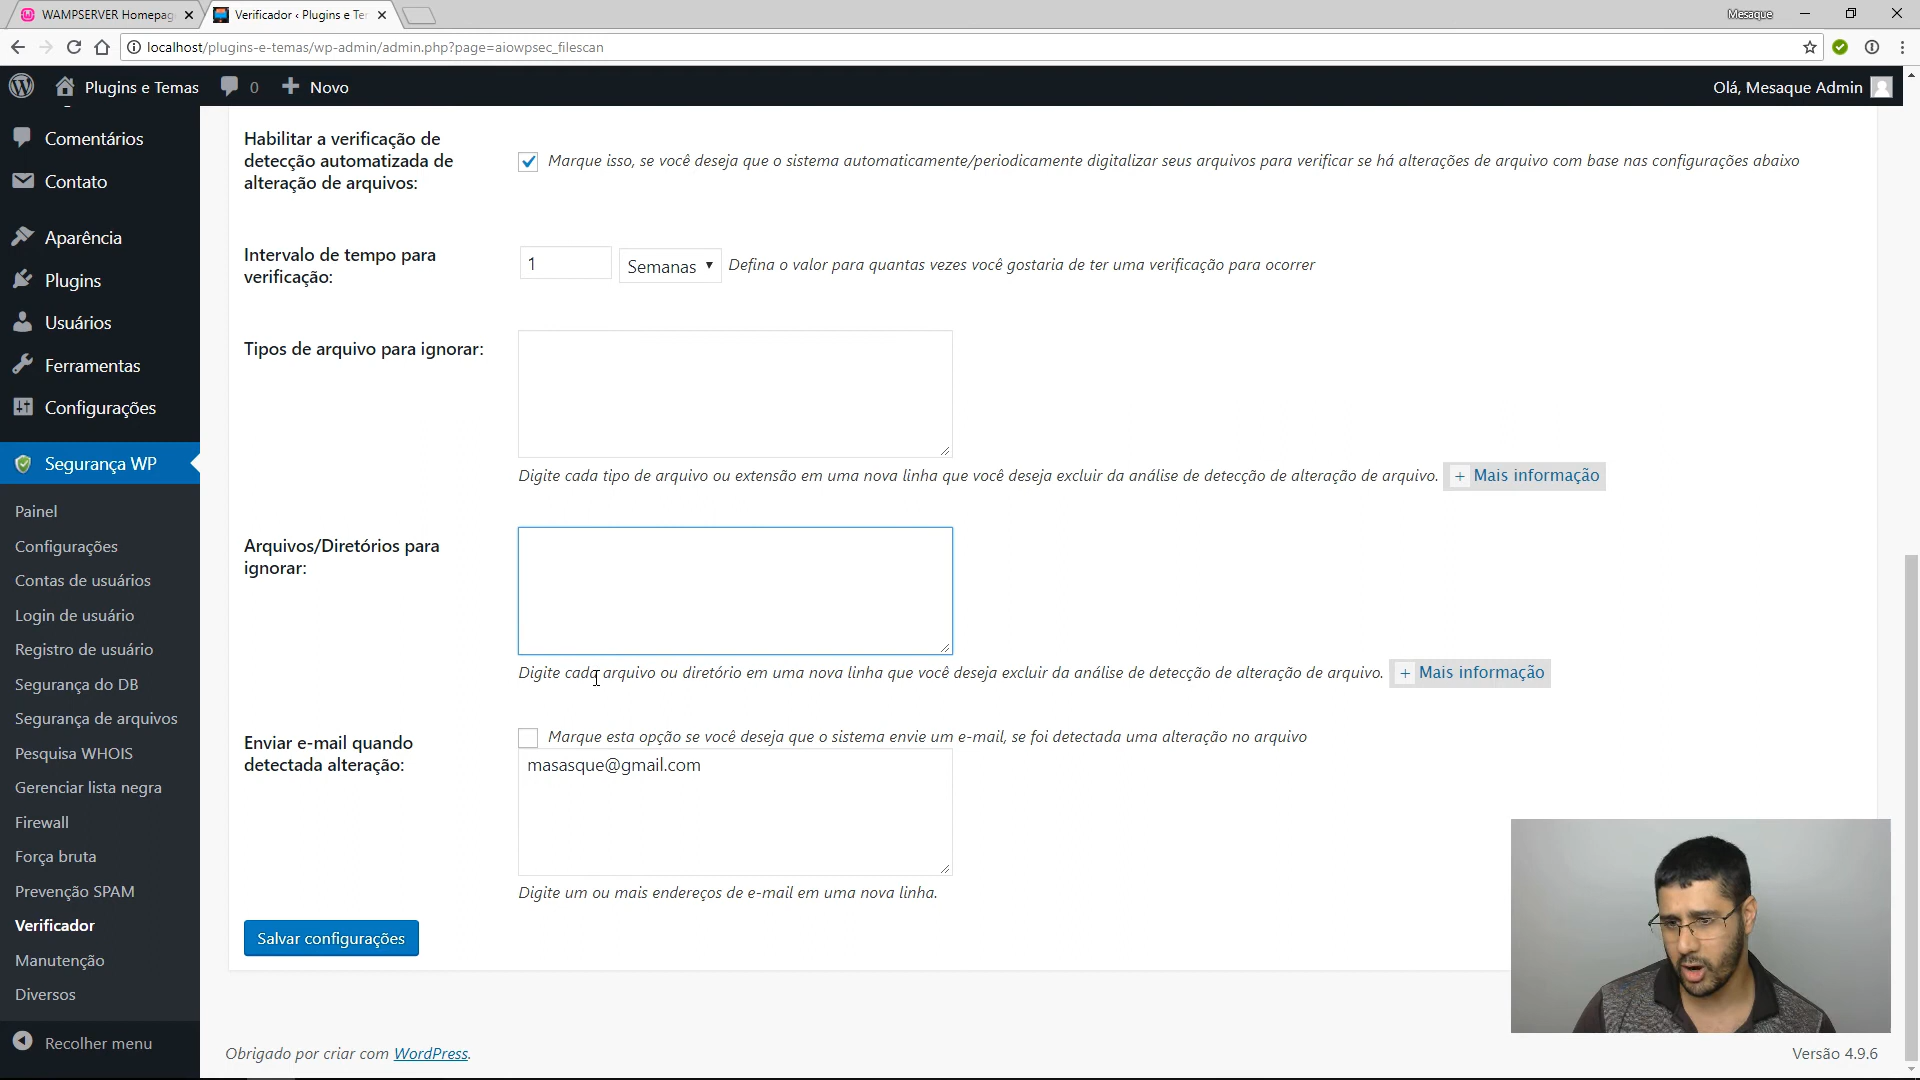 WAMPSERVER Homepag
Verificador ‹ Plugins e Te
Mesaque
localhost/plugins-e-temas/wp-admin/admin.php?page=aiowpsec_filescan
Plugins e Temas
0
Novo
Olá, Mesaque Admin
Comentários
Contato
Aparência
Plugins
Usuários
Ferramentas
Configurações
Segurança WP
Painel
Configurações
Contas de usuários
Login de usuário
Registro de usuário
Segurança do DB
Segurança de arquivos
Pesquisa WHOIS
Gerenciar lista negra
Firewall
Força bruta
Prevenção SPAM
Verificador
Manutenção
Diversos
Recolher menu
Habilitar a verificação de
detecção automatizada de
alteração de arquivos:
Marque isso, se você deseja que o sistema automaticamente/periodicamente digitalizar seus arquivos para verificar se há alterações de arquivo com base nas configurações abaixo
Intervalo de tempo para
verificação:
1
Semanas
Defina o valor para quantas vezes você gostaria de ter uma verificação para ocorrer
Tipos de arquivo para ignorar:
Digite cada tipo de arquivo ou extensão em uma nova linha que você deseja excluir da análise de detecção de alteração de arquivo.
+ Mais informação
Arquivos/Diretórios para
ignorar:
Digite cada arquivo ou diretório em uma nova linha que você deseja excluir da análise de detecção de alteração de arquivo.
+ Mais informação
Enviar e-mail quando
detectada alteração:
Marque esta opção se você deseja que o sistema envie um e-mail, se foi detectada uma alteração no arquivo
masasque@gmail.com
Digite um ou mais endereços de e-mail em uma nova linha.
Salvar configurações
Obrigado por criar com WordPress.
Versão 4.9.6